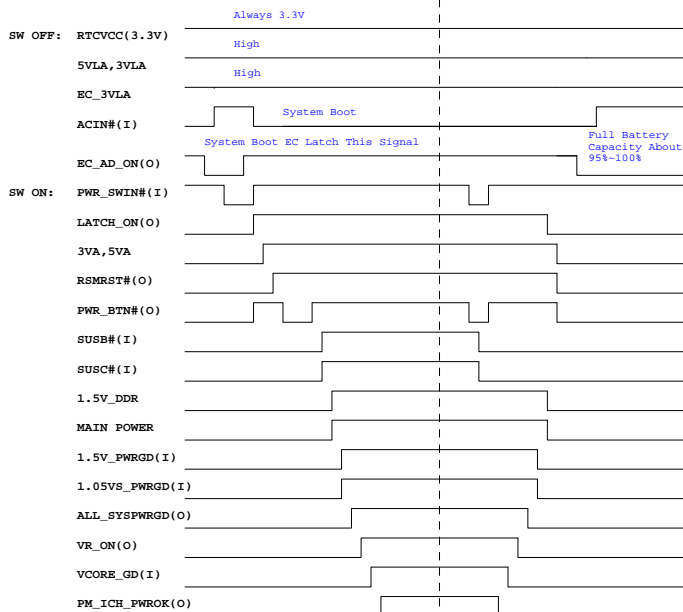 Always 3.3V
SW OFF: RTCVCC(3.3V)
High
5VLA,3VLA
High
EC_3VLA
System Boot
ACIN#(I)
System Boot EC Latch This Signal
Full Battery
Capacity About
95%~100%
EC_AD_ON(O)
SW ON: PWR_SWIN#(I)
LATCH_ON(O)
3VA,5VA
RSMRST#(O)
PWR_BTN#(O)
SUSB#(I)
SUSC#(I)
1.5V_DDR
MAIN POWER
1.5V_PWRGD(I)
1.05VS_PWRGD(I)
ALL_SYSPWRGD(O)
VR_ON(O)
VCORE_GD(I)
PM_ICH_PWROK(O)